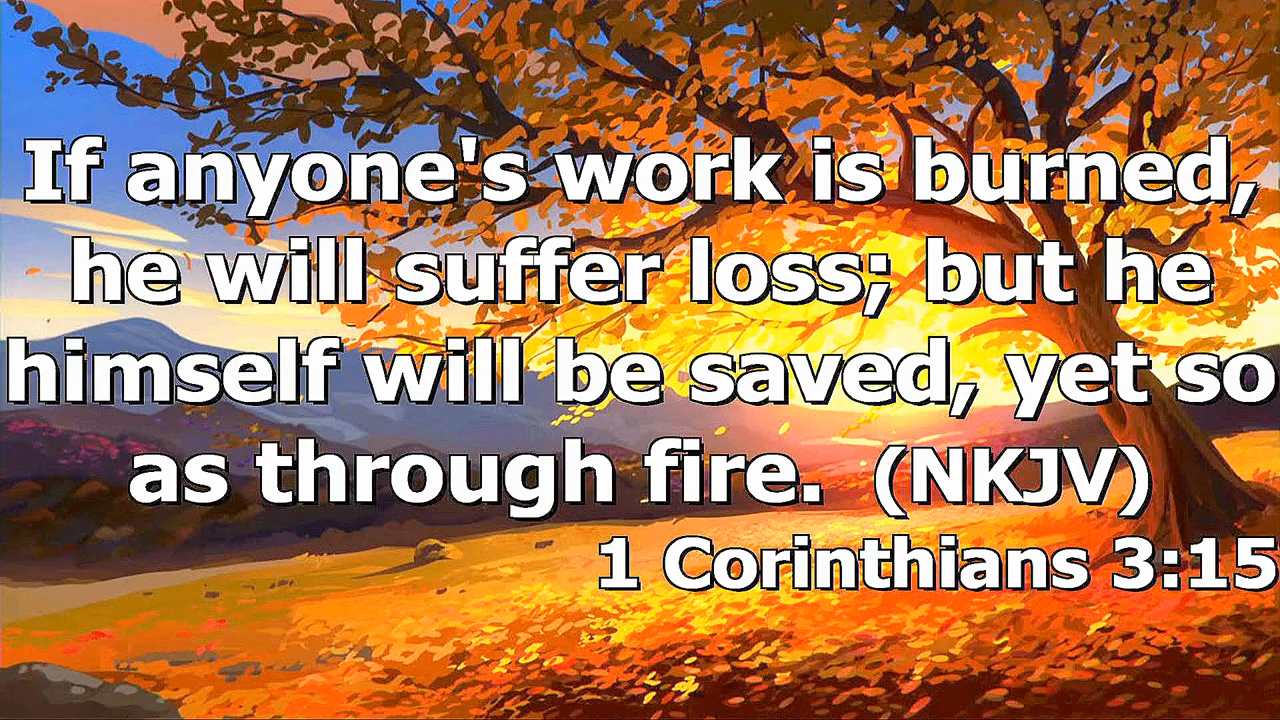 If anyone's work is burned,
he will suffer loss; but he
himself will be saved, yet so
as through fire.  (NKJV)
1 Corinthians 3:15